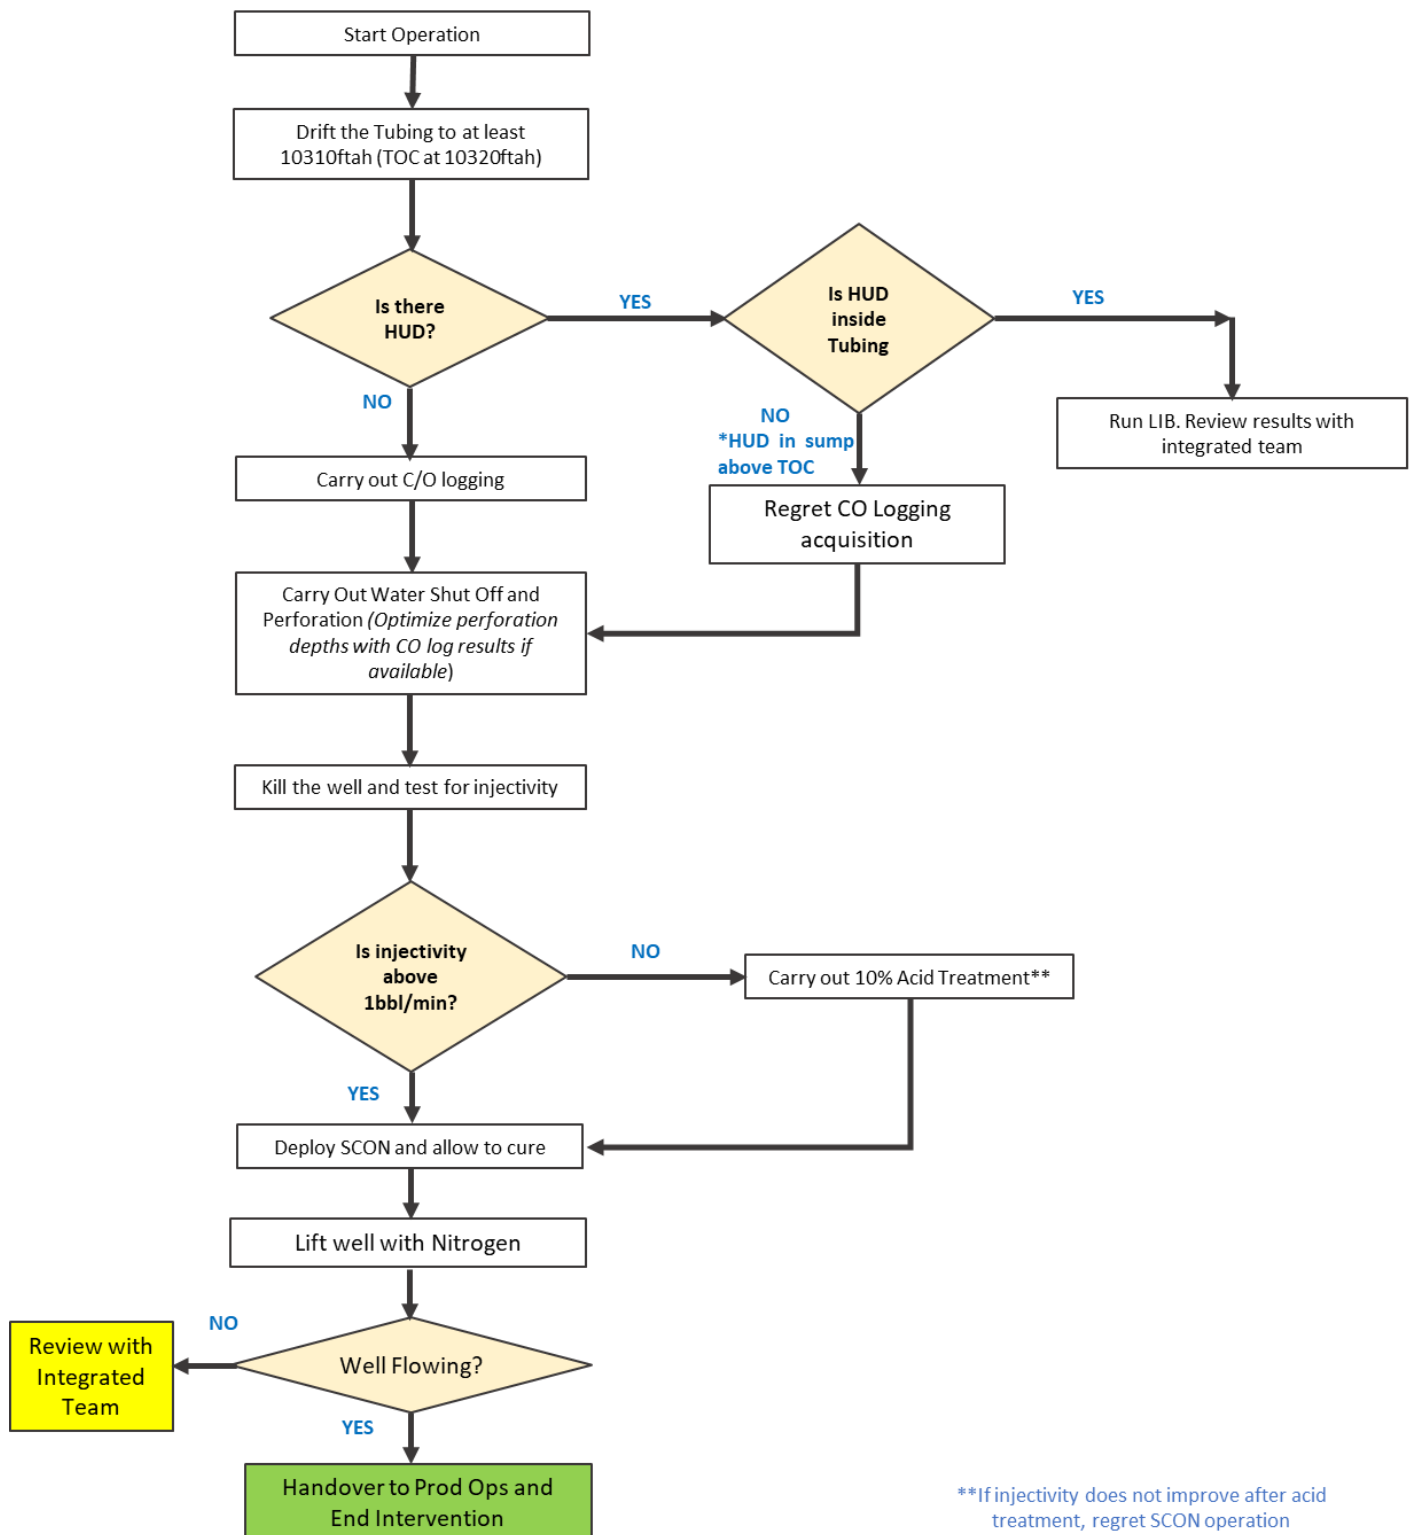 Start Operation
Drift the Tubing to at least
10310ftah (TOC at 10320ftah)
Is there
HUD?
YES
Is HUD
inside
Tubing
YES
NO
NO
*HUD in sump
above TOC
Run LIB. Review results with
integrated team
Carry out C/O logging
Regret CO Logging
acquisition
Carry Out Water Shut Off and
Perforation (Optimize perforation
depths with CO log results if
available)
Kill the well and test for injectivity
Is injectivity
above
1bbl/min?
NO
Carry out 10% Acid Treatment**
YES
Deploy SCON and allow to cure
Lift well with Nitrogen
NO
Review with
Integrated
Team
Well Flowing?
YES
Handover to Prod Ops and
End Intervention
**If injectivity does not improve after acid
treatment, regret SCON operation